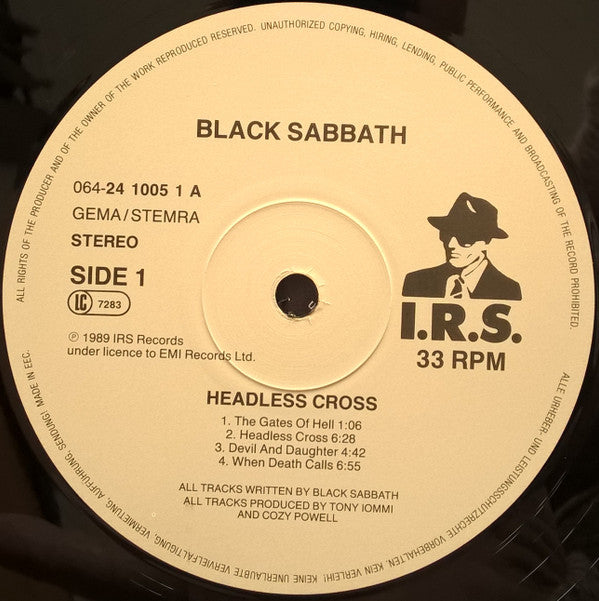 ALL RIGHTS OF THE PRODUCER AND OF THE OWNER OF THE WORK REPRODUCED RESERVED. UNAUTHORIZED COPYING, HIRING, LENDING, PUBLIC PERFORMANCE AND BROADCASTING OF THE RECORD PROHIBITED.
BLACK SABBATH
064-24 1005 1 A
GEMA/STEMRA
STEREO
SIDE 1
LC 7283
℗ 1989 IRS Records
under licence to EMI Records Ltd.
I.R.S.
33 RPM
HEADLESS CROSS
1. The Gates Of Hell 1:06
2. Headless Cross 6:28
3. Devil And Daughter 4:42
4. When Death Calls 6:55
ALL TRACKS WRITTEN BY BLACK SABBATH
ALL TRACKS PRODUCED BY TONY IOMMI
AND COZY POWELL
ALLE URHEBER- UND LEISTUNGSSCHUTZRECHTE VORBEHALTEN. KEIN VERLEIH! KEINE UNERLAUBTE VERVIELFÄLTIGUNG, VERMIETUNG, AUFFÜHRUNG, SENDUNG! MADE IN EEC.